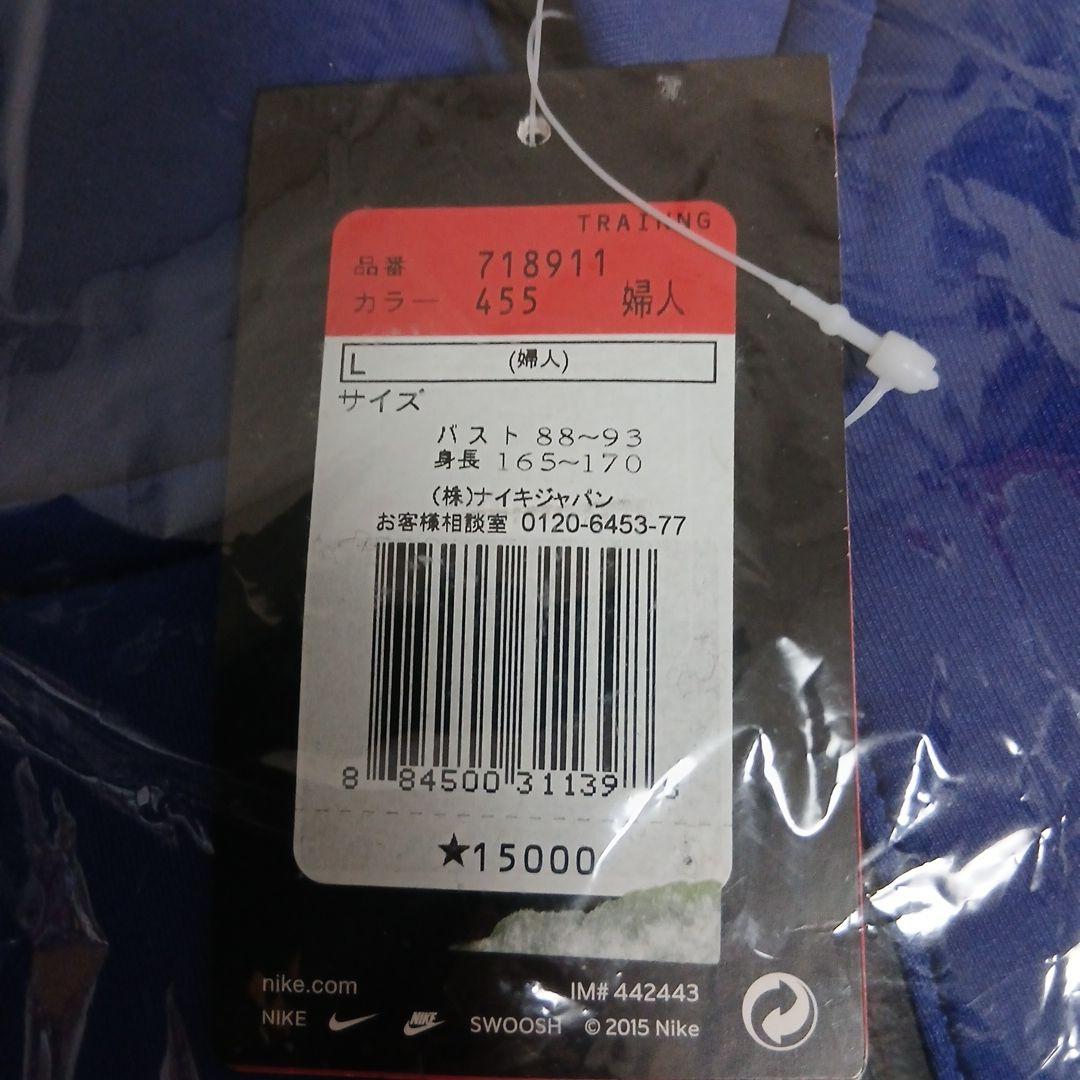 TRAINNG
品番 718911
カラー 455 婦人
L (婦人)
サイズ
バスト 88~93
身長 165~170
(株)ナイキジャパン
お客様相談室 0120-6453-77
8 84500 31139
★15000
nike.com
IM# 442443
NIKE NIKE SWOOSH © 2015 Nike